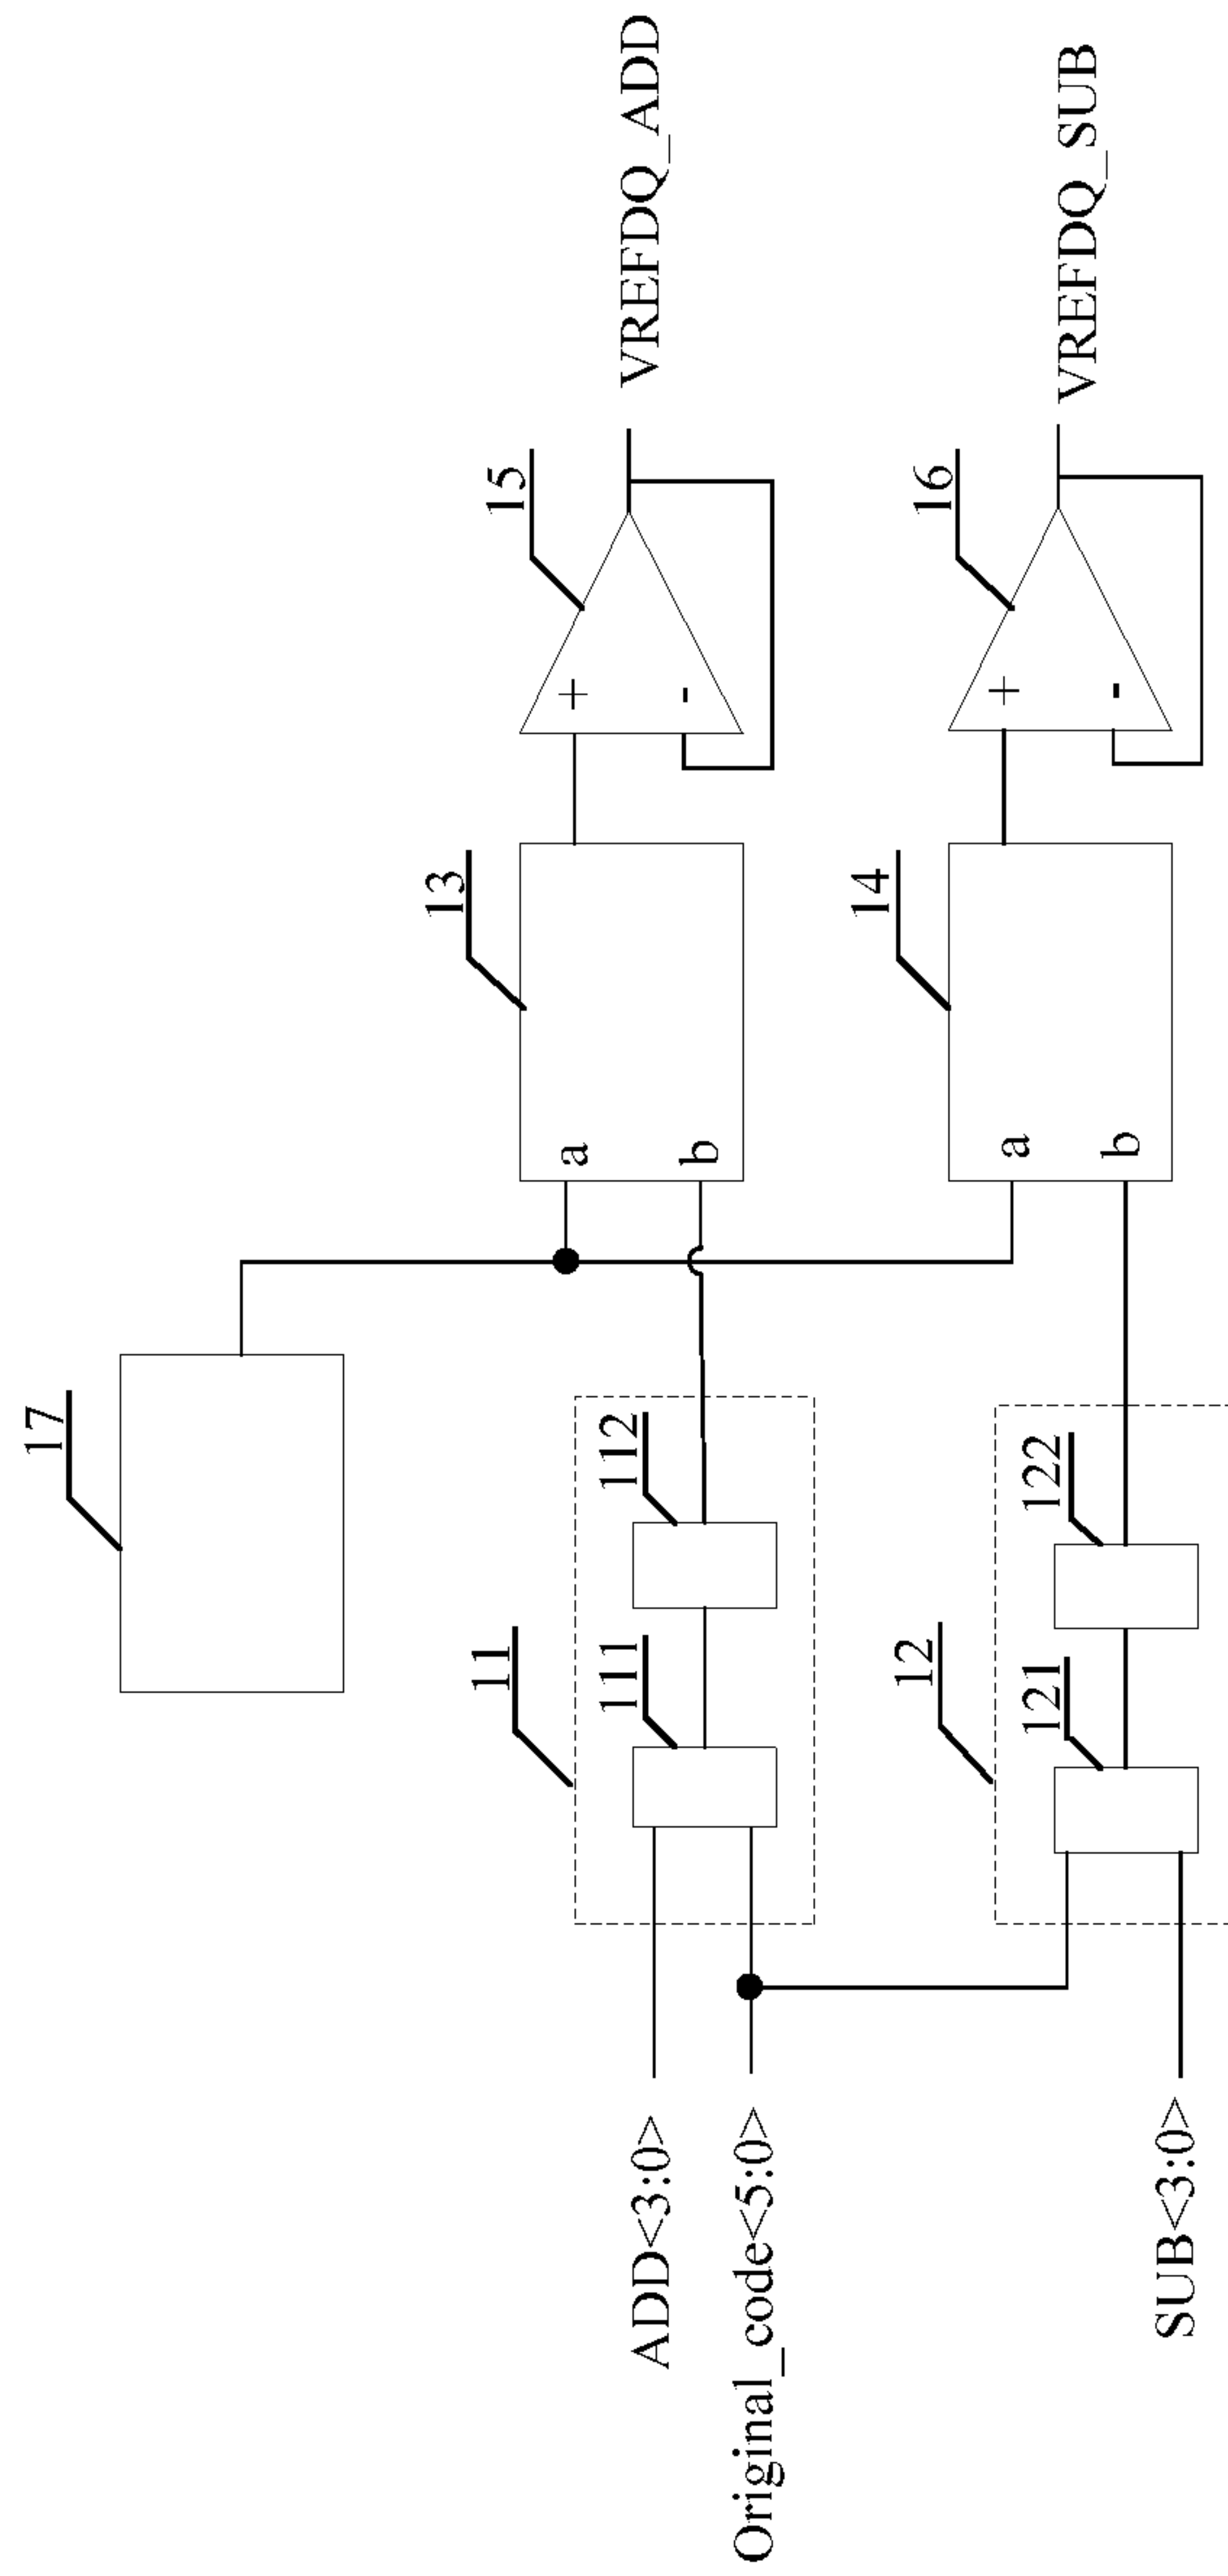 17
13
15
VREFDQ_ADD
a
+
b
-
11
111
112
ADD<3:0>
Original_code<5:0>
14
16
VREFDQ_SUB
a
+
b
-
12
121
122
SUB<3:0>